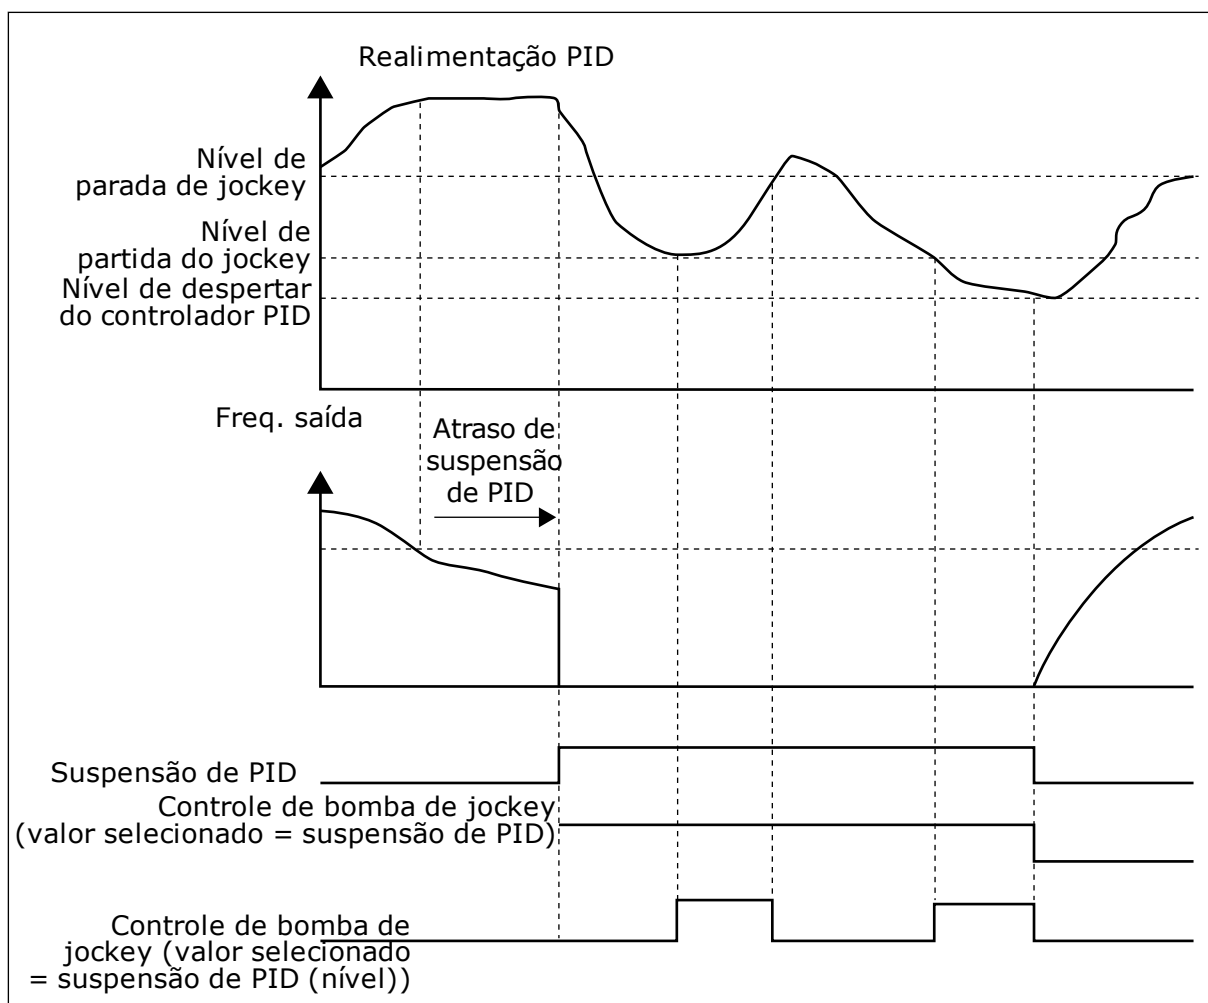 Realimentação PID
Nível de
parada de jockey
Nível de
partida do jockey
Nível de despertar
do controlador PID
Freq. saída
Atraso de
suspensão
de PID
Suspensão de PID
Controle de bomba de jockey
(valor selecionado = suspensão de PID)
Controle de bomba de
jockey (valor selecionado
= suspensão de PID (nível))